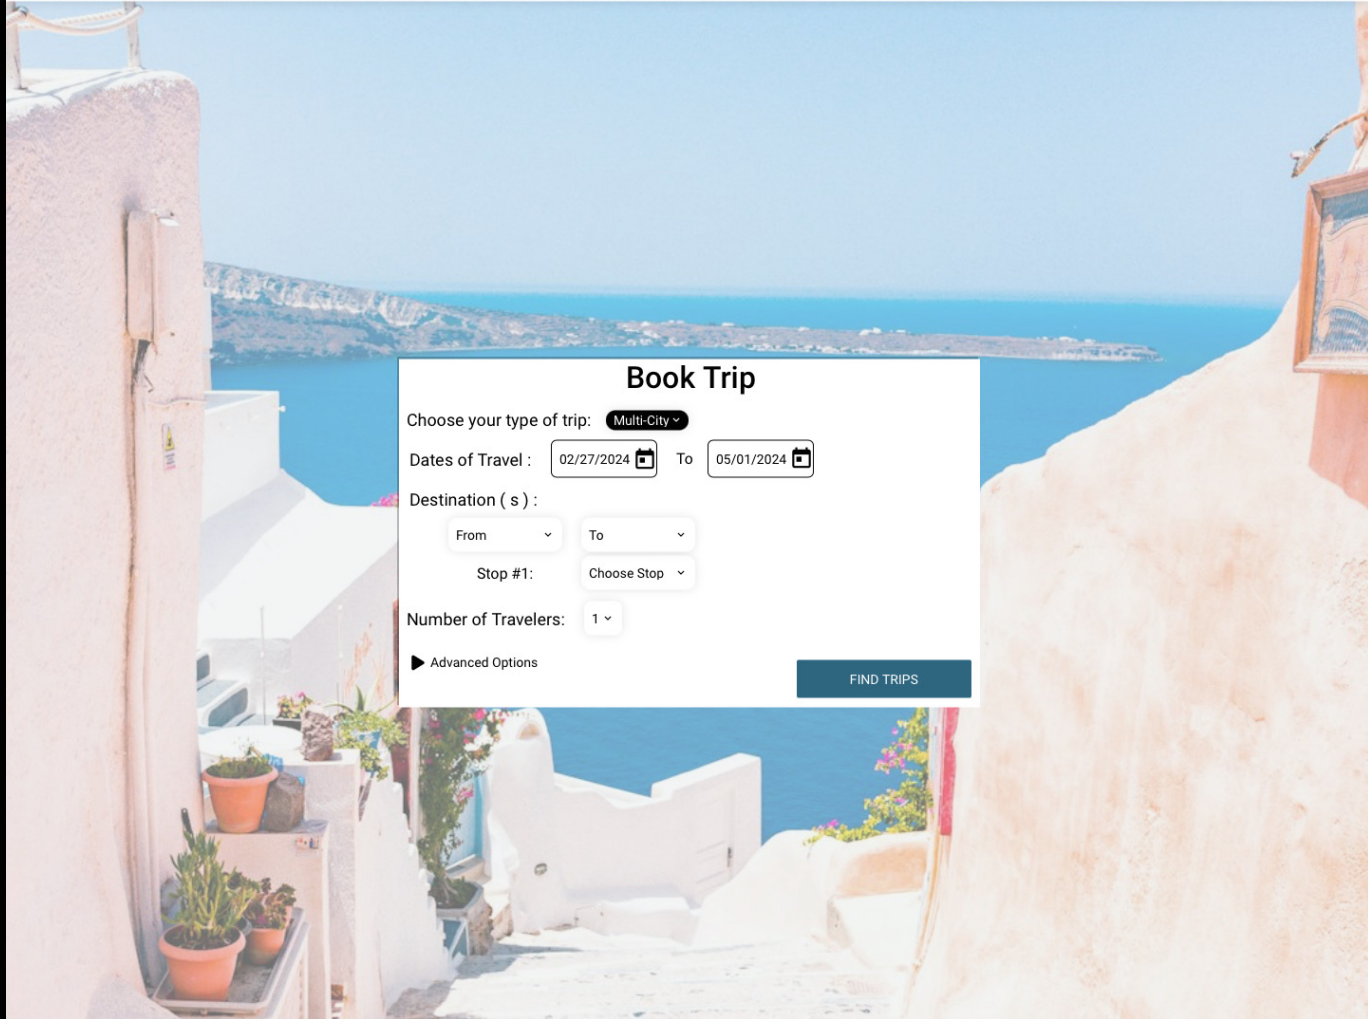 Book Trip
Choose your type of trip: Multi-City
Dates of Travel : 02/27/2024 To 05/01/2024
Destination ( s ) :
From To
Stop #1: Choose Stop
Number of Travelers: 1
Advanced Options
FIND TRIPS